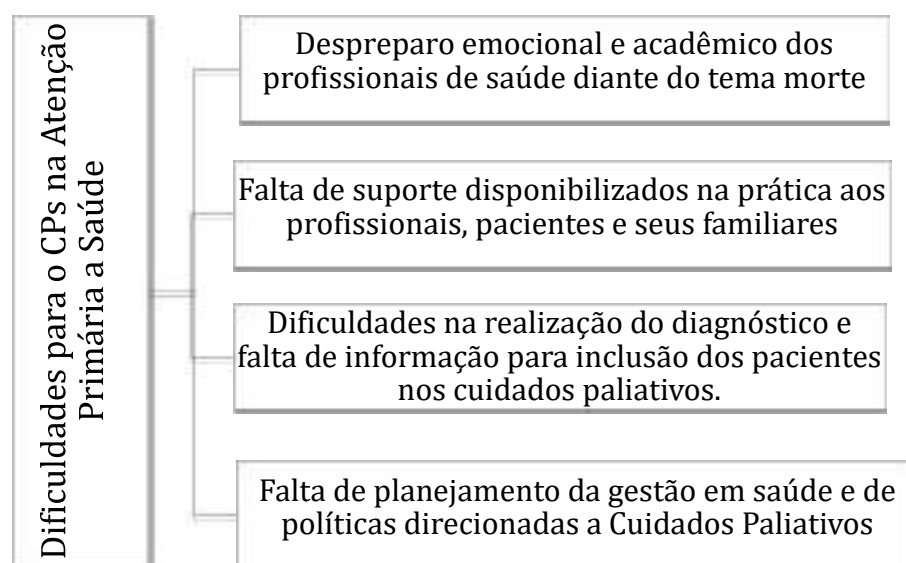 Dificuldades para o CPs na Atenção
Primária a Saúde
Despreparo emocional e acadêmico dos
profissionais de saúde diante do tema morte
Falta de suporte disponibilizados na prática aos
profissionais, pacientes e seus familiares
Dificuldades na realização do diagnóstico e
falta de informação para inclusão dos pacientes
nos cuidados paliativos.
Falta de planejamento da gestão em saúde e de
políticas direcionadas a Cuidados Paliativos